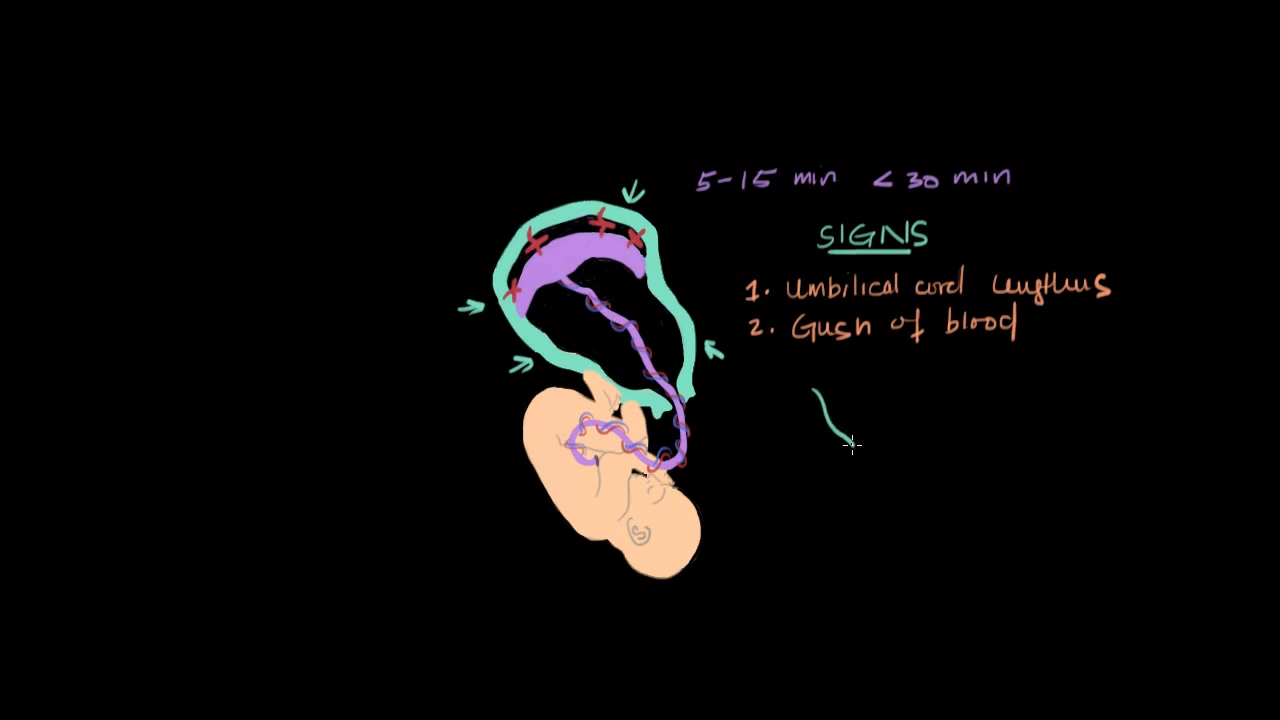 5-15 min < 30 min
SIGNS
1. Umbilical cord lengthens
2. Gush of blood